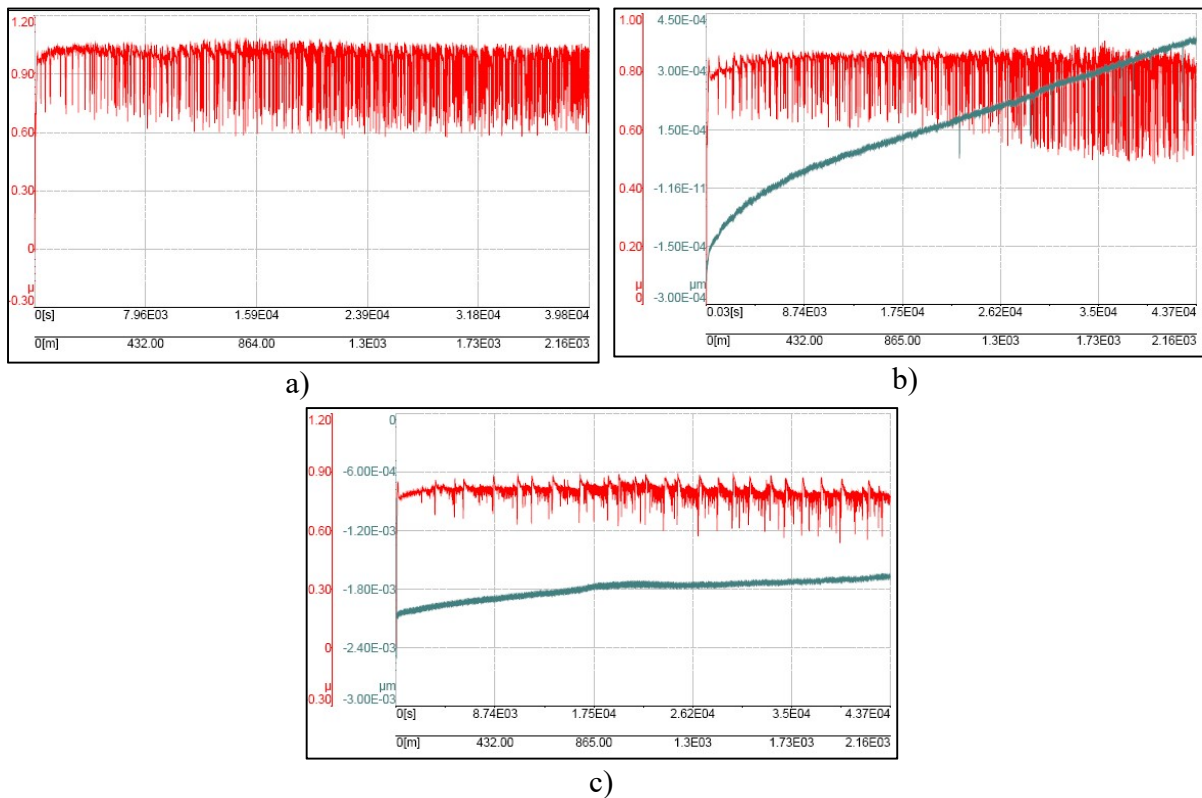 1.20
0.90
0.60
0.30
0
µ
-0.30
0[s] 7.96E03 1.59E04 2.39E04 3.18E04 3.98E04
0[m] 432.00 864.00 1.3E03 1.73E03 2.16E03
a)
1.00 4.50E-04
0.80 3.00E-04
0.60 1.50E-04
0.40 -1.16E-11
0.20 -1.50E-04
µ µm
0 -3.00E-04
0.03[s] 8.74E03 1.75E04 2.62E04 3.5E04 4.37E04
0[m] 432.00 865.00 1.3E03 1.73E03 2.16E03
b)
1.20 0
0.90 -6.00E-04
0.60 -1.20E-03
0.30 -1.80E-03
0 -2.40E-03
µ µm
0.30 -3.00E-03
0[s] 8.74E03 1.75E04 2.62E04 3.5E04 4.37E04
0[m] 432.00 865.00 1.3E03 1.73E03 2.16E03
c)